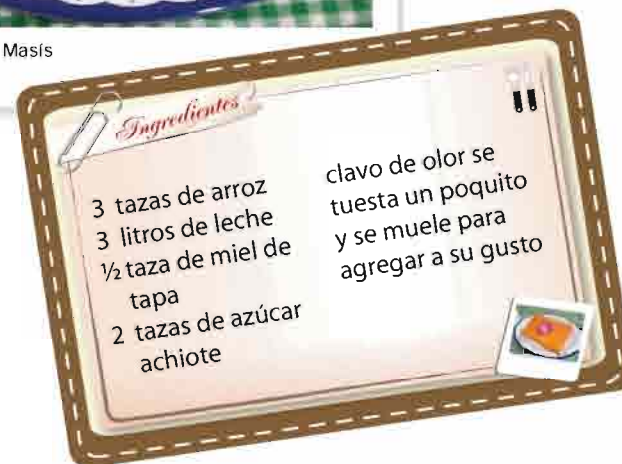 Masís
Ingredientes
3 tazas de arroz
3 litros de leche
½ taza de miel de
tapa
2 tazas de azúcar
achiote
clavo de olor se
tuesta un poquito
y se muele para
agregar a su gusto